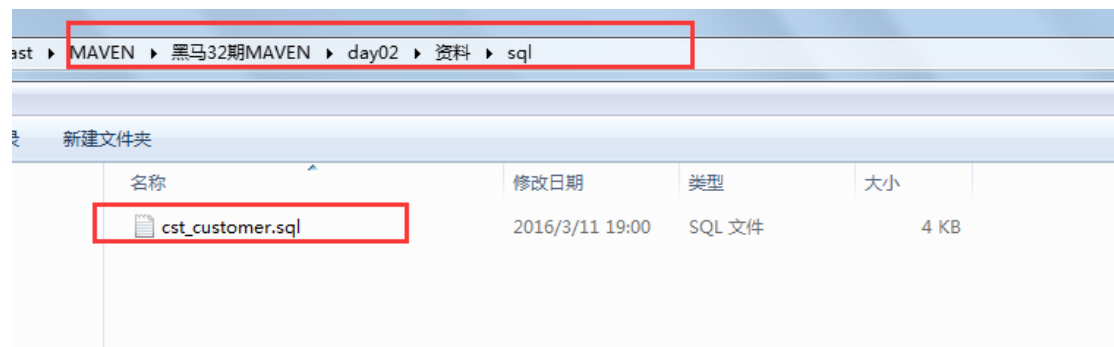 ast ▸ MAVEN ▸ 黑马32期MAVEN ▸ day02 ▸ 资料 ▸ sql
新建文件夹
名称 修改日期 类型 大小
cst_customer.sql 2016/3/11 19:00 SQL 文件 4 KB